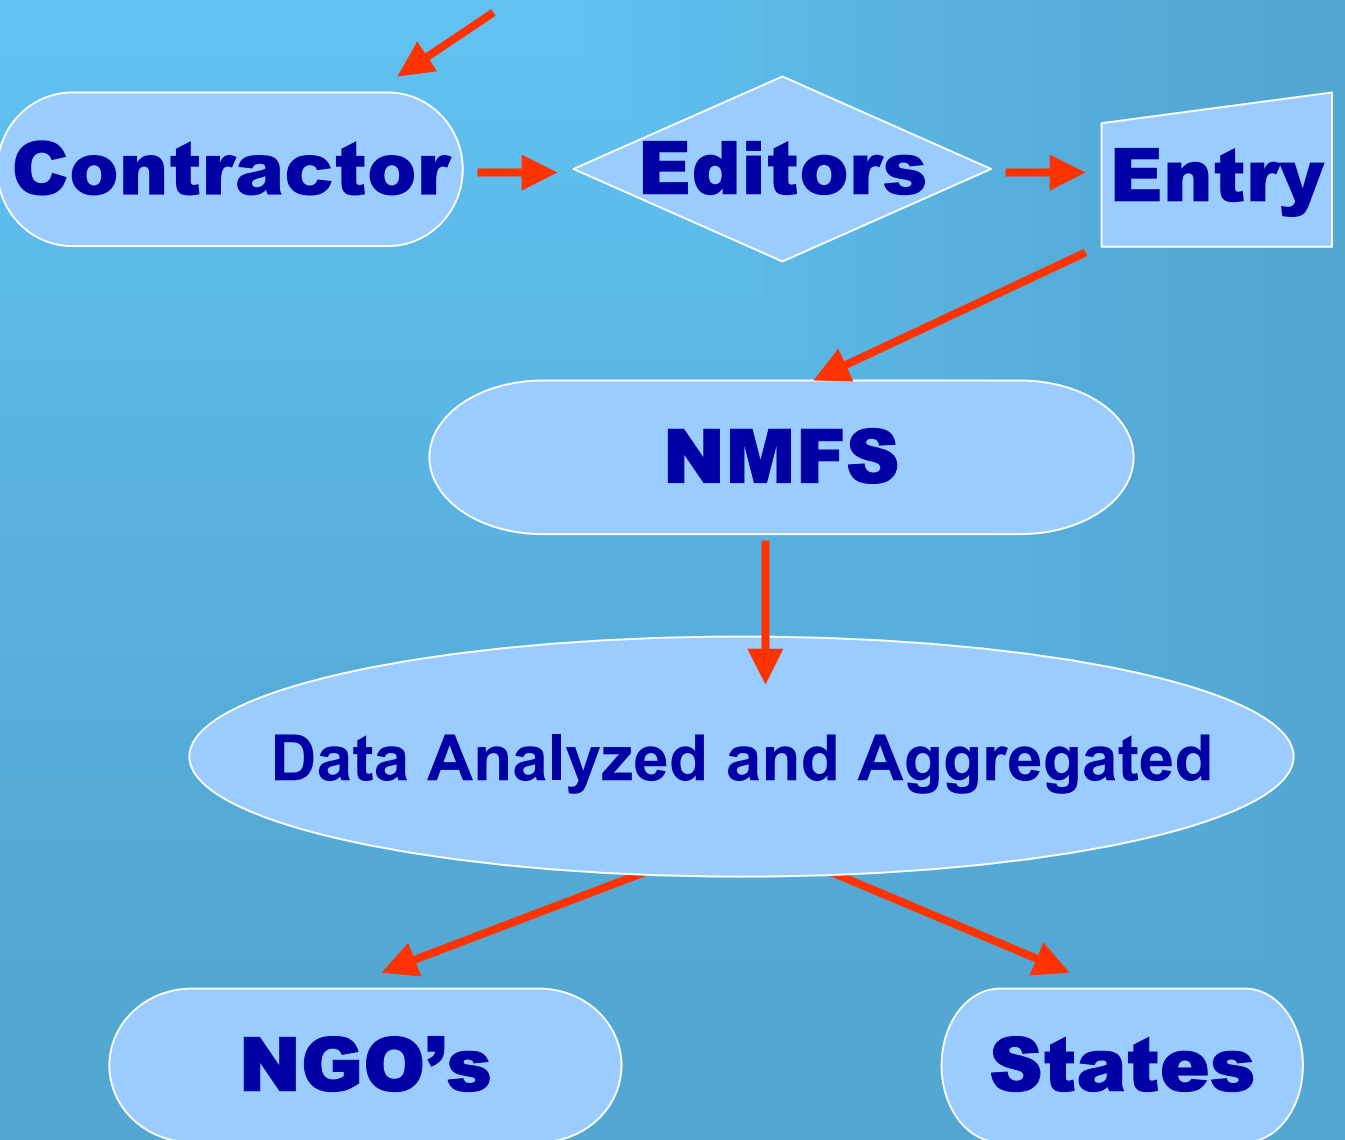 Contractor
Editors
Entry
NMFS
Data Analyzed and Aggregated
NGO’s
States